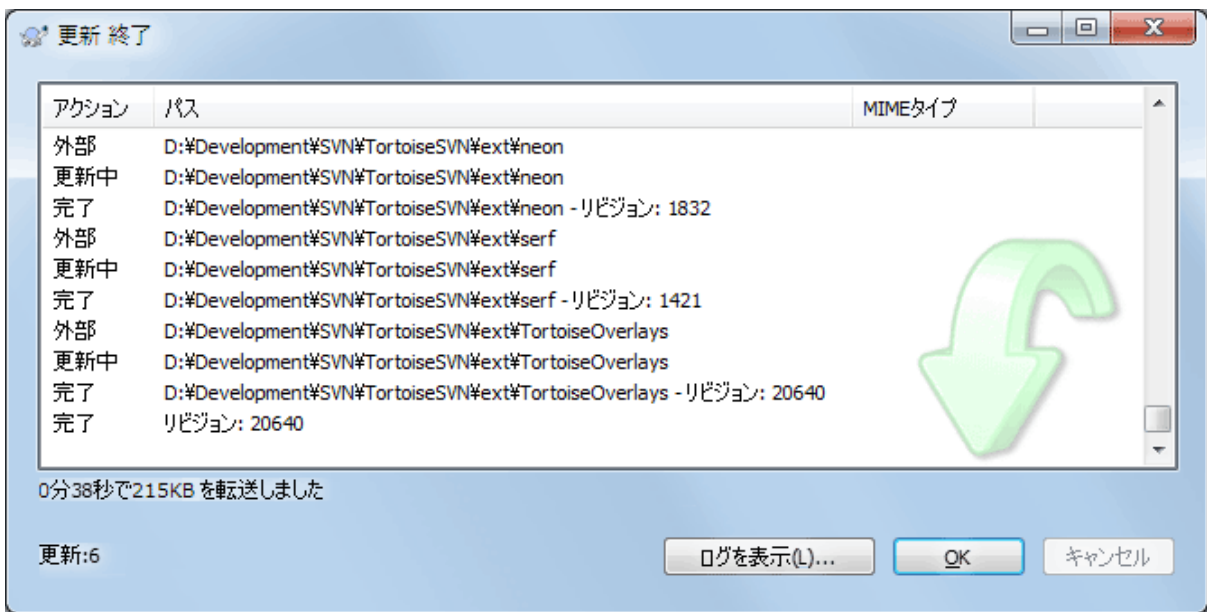 更新 終了
アクション パス MIMEタイプ
外部 D:¥Development¥SVN¥TortoiseSVN¥ext¥neon
更新中 D:¥Development¥SVN¥TortoiseSVN¥ext¥neon
完了 D:¥Development¥SVN¥TortoiseSVN¥ext¥neon - リビジョン: 1832
外部 D:¥Development¥SVN¥TortoiseSVN¥ext¥serf
更新中 D:¥Development¥SVN¥TortoiseSVN¥ext¥serf
完了 D:¥Development¥SVN¥TortoiseSVN¥ext¥serf - リビジョン: 1421
外部 D:¥Development¥SVN¥TortoiseSVN¥ext¥TortoiseOverlays
更新中 D:¥Development¥SVN¥TortoiseSVN¥ext¥TortoiseOverlays
完了 D:¥Development¥SVN¥TortoiseSVN¥ext¥TortoiseOverlays - リビジョン: 20640
完了 リビジョン: 20640
0分38秒で215KB を転送しました
更新:6 ログを表示(L)... OK キャンセル